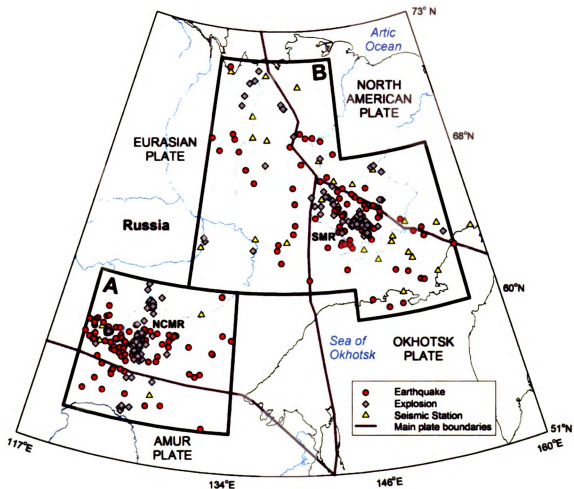 73° N
Artic
Ocean
B
NORTH
AMERICAN
PLATE
EURASIAN
PLATE
68°N
Russia
SMR
A
NCMR
60°N
Sea of
Okhotsk
OKHOTSK
PLATE
Earthquake
Explosion
Seismic Station
Main plate boundaries
117°E
AMUR
PLATE
134°E
146°E
160°E
51°N